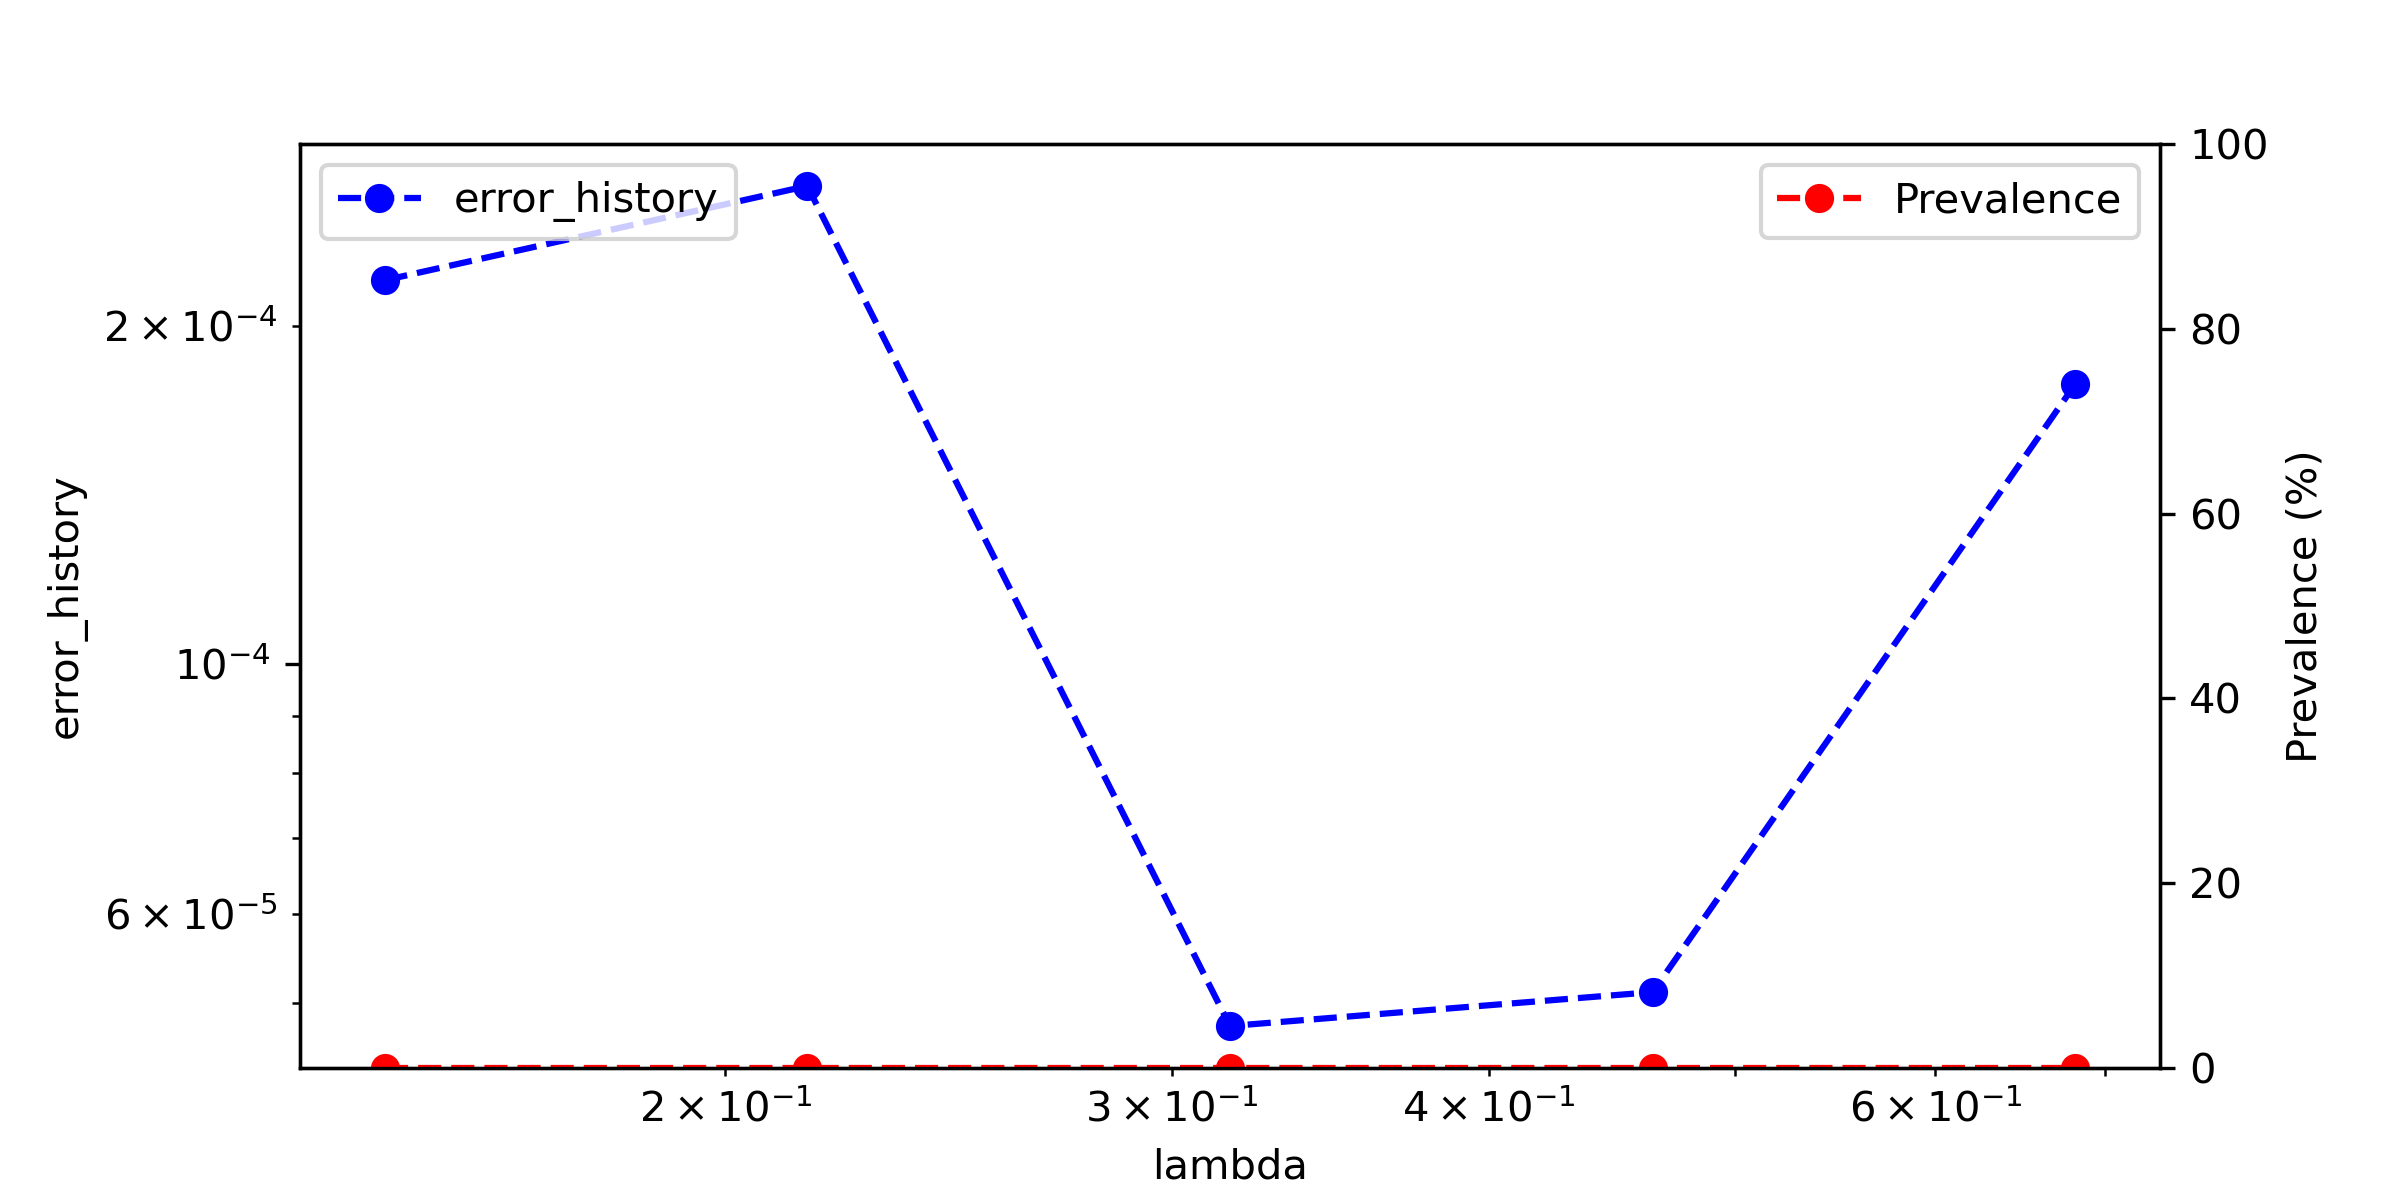 error_history
Prevalence
100
80
60
40
20
0
2 × 10⁻⁴
10⁻⁴
6 × 10⁻⁵
error_history
Prevalence (%)
2 × 10⁻¹ 3 × 10⁻¹ 4 × 10⁻¹ 6 × 10⁻¹
lambda